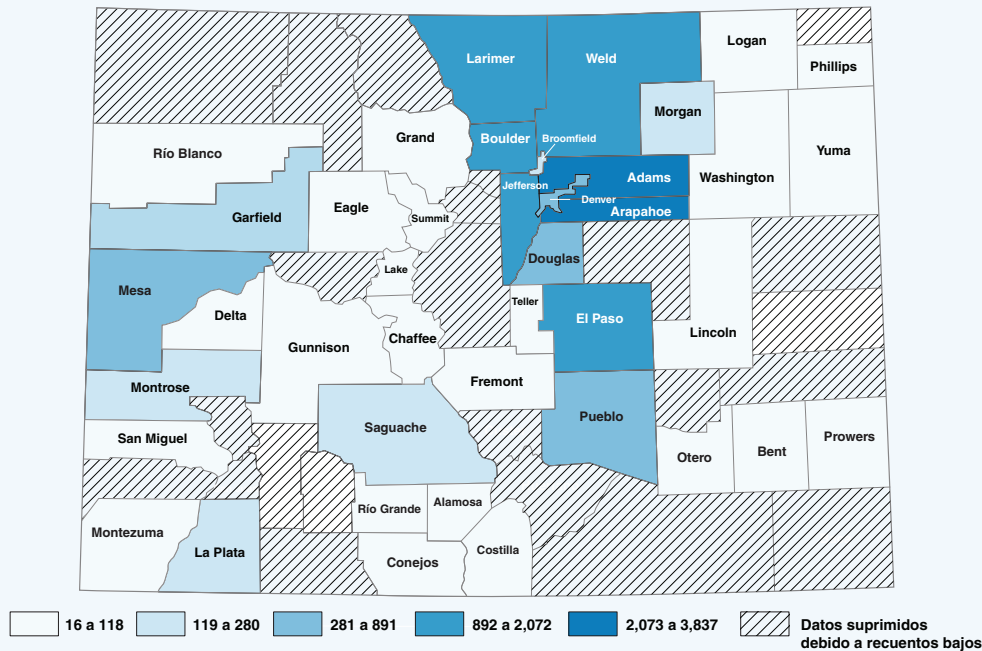 Logan
Phillips
Larimer
Weld
Morgan
Grand
Boulder
Broomfield
Río Blanco
Yuma
Washington
Adams
Jefferson
Denver
Arapahoe
Garfield
Eagle
Summit
Douglas
Lake
Mesa
Teller
Delta
El Paso
Lincoln
Gunnison
Chaffee
Fremont
Montrose
Pueblo
Saguache
San Miguel
Otero
Bent
Prowers
Alamosa
Río Grande
Montezuma
La Plata
Costilla
Conejos
16 a 118
119 a 280
281 a 891
892 a 2,072
2,073 a 3,837
Datos suprimidos
debido a recuentos bajos